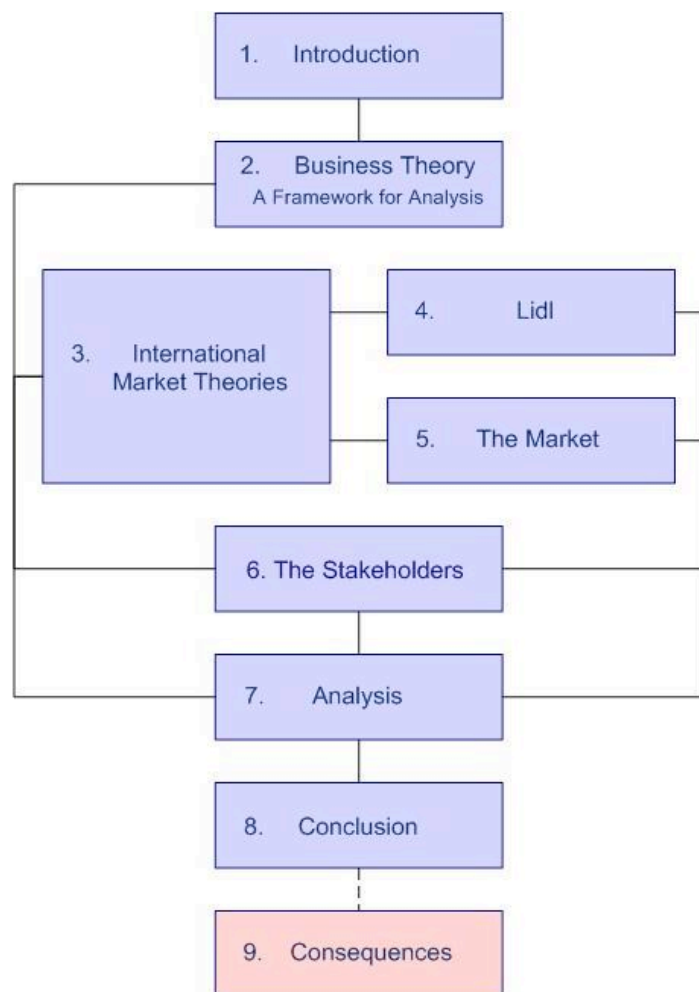 1. Introduction
2. Business Theory
A Framework for Analysis
3. International
Market Theories
4. Lidl
5. The Market
6. The Stakeholders
7. Analysis
8. Conclusion
9. Consequences